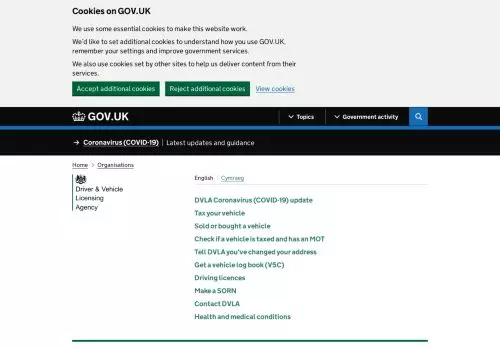 Cookies on GOV.UK
We use some essential cookies to make this website work.
We'd like to set additional cookies to understand how you use GOV.UK,
remember your settings and improve government services.
We also use cookies set by other sites to help us deliver content from their
services.
Accept additional cookies Reject additional cookies View cookies
GOV.UK Topics Government activity
→ Coronavirus (COVID-19) Latest updates and guidance
Home Organisations
English Cymraeg
Driver & Vehicle
Licensing
Agency
DVLA Coronavirus (COVID-19) update
Tax your vehicle
Sold or bought a vehicle
Check if a vehicle is taxed and has an MOT
Tell DVLA you've changed your address
Get a vehicle log book (V5C)
Driving licences
Make a SORN
Contact DVLA
Health and medical conditions